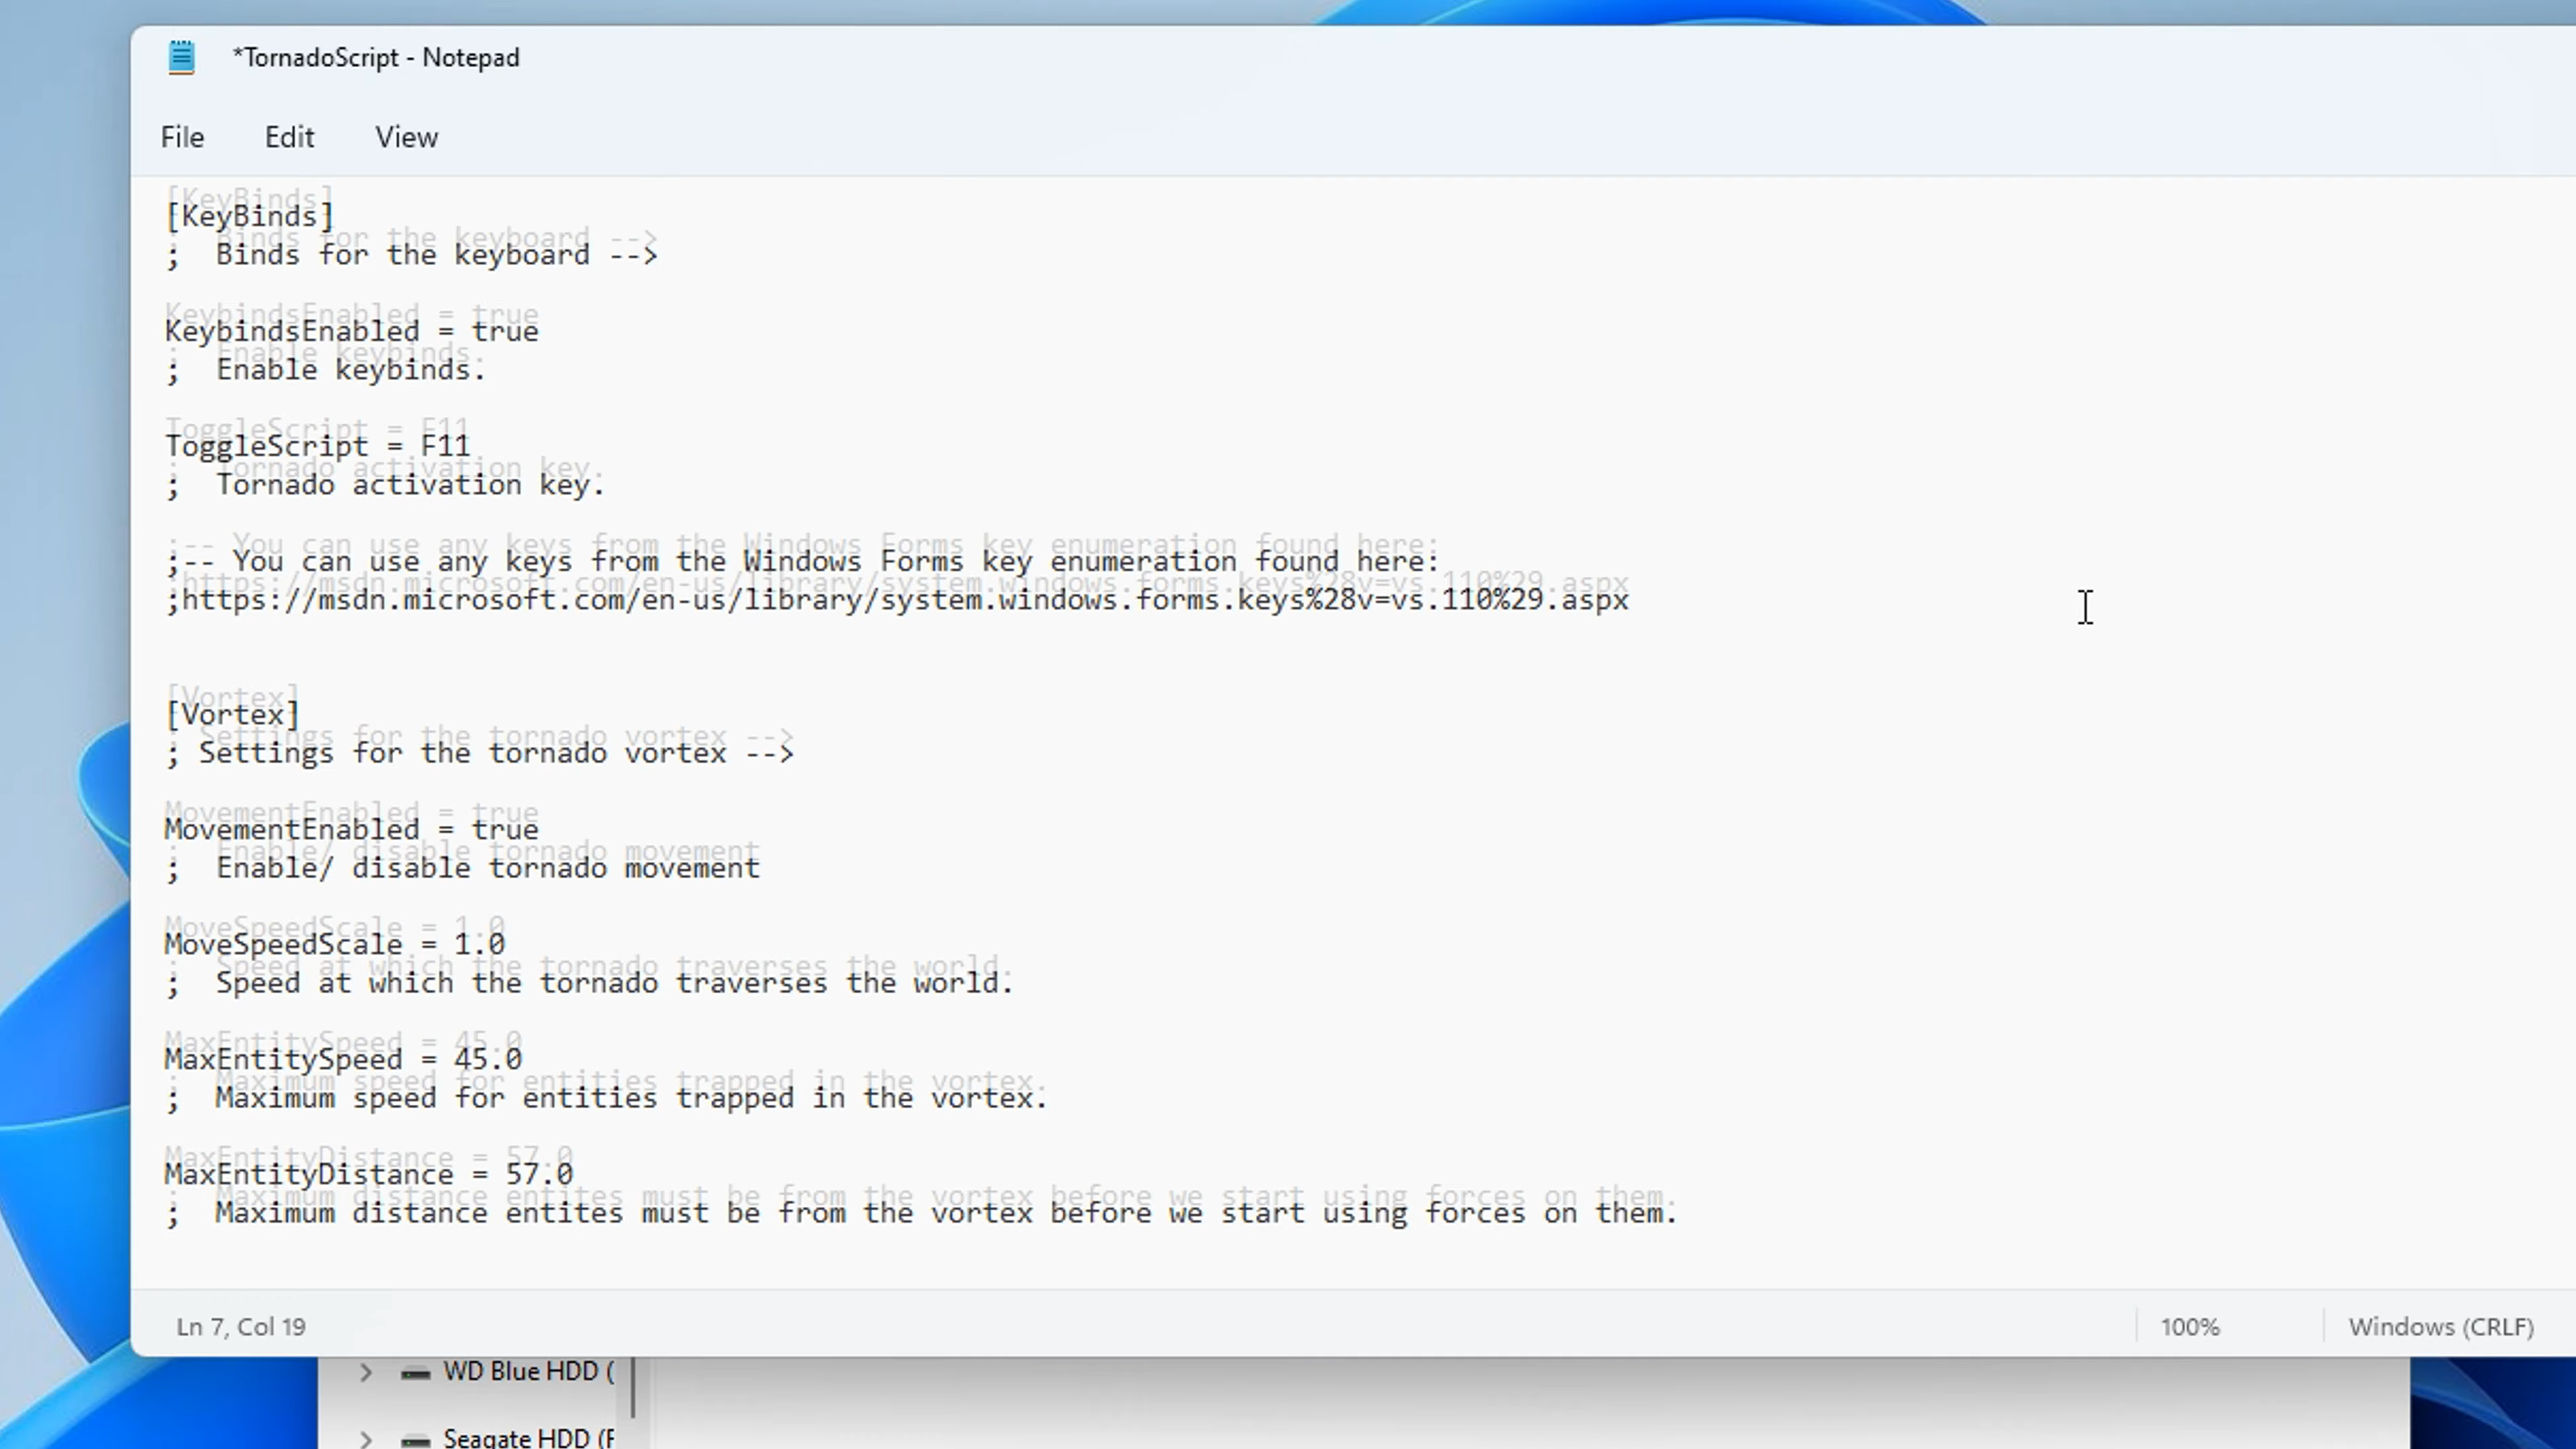 *TornadoScript - Notepad
File Edit View
[KeyBinds]
;  Binds for the keyboard -->
KeybindsEnabled = true
;  Enable keybinds.
ToggleScript = F11
;  Tornado activation key.
;-- You can use any keys from the Windows Forms key enumeration found here:
;https://msdn.microsoft.com/en-us/library/system.windows.forms.keys%28v=vs.110%29.aspx
[Vortex]
; Settings for the tornado vortex -->
MovementEnabled = true
;  Enable/ disable tornado movement
MoveSpeedScale = 1.0
;  Speed at which the tornado traverses the world.
MaxEntitySpeed = 45.0
;  Maximum speed for entities trapped in the vortex.
MaxEntityDistance = 57.0
;  Maximum distance entites must be from the vortex before we start using forces on them.
Ln 7, Col 19 100% Windows (CRLF)
WD Blue HDD (
Seagate HDD (F